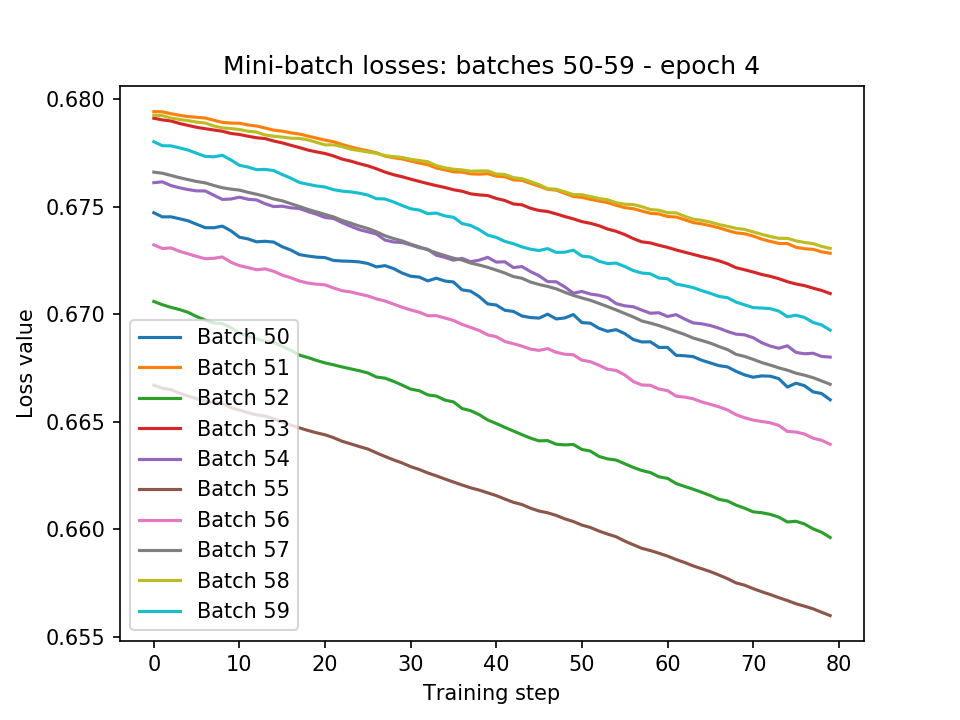 Mini-batch losses: batches 50-59 - epoch 4
0.680
0.675
0.670
0.665
0.660
0.655
Loss value
Batch 50
Batch 51
Batch 52
Batch 53
Batch 54
Batch 55
Batch 56
Batch 57
Batch 58
Batch 59
0 10 20 30 40 50 60 70 80
Training step